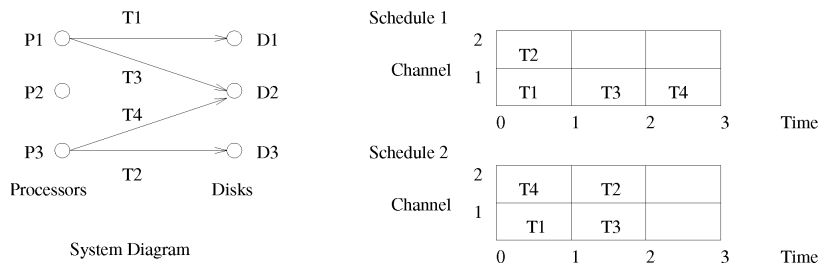 T1
P1 D1
T3
P2 D2
T4
P3 D3
T2
Processors Disks
System Diagram
Schedule 1
2
T2
Channel
1
T1 T3 T4
0 1 2 3 Time
Schedule 2
2
T4 T2
Channel
1
T1 T3
0 1 2 3 Time